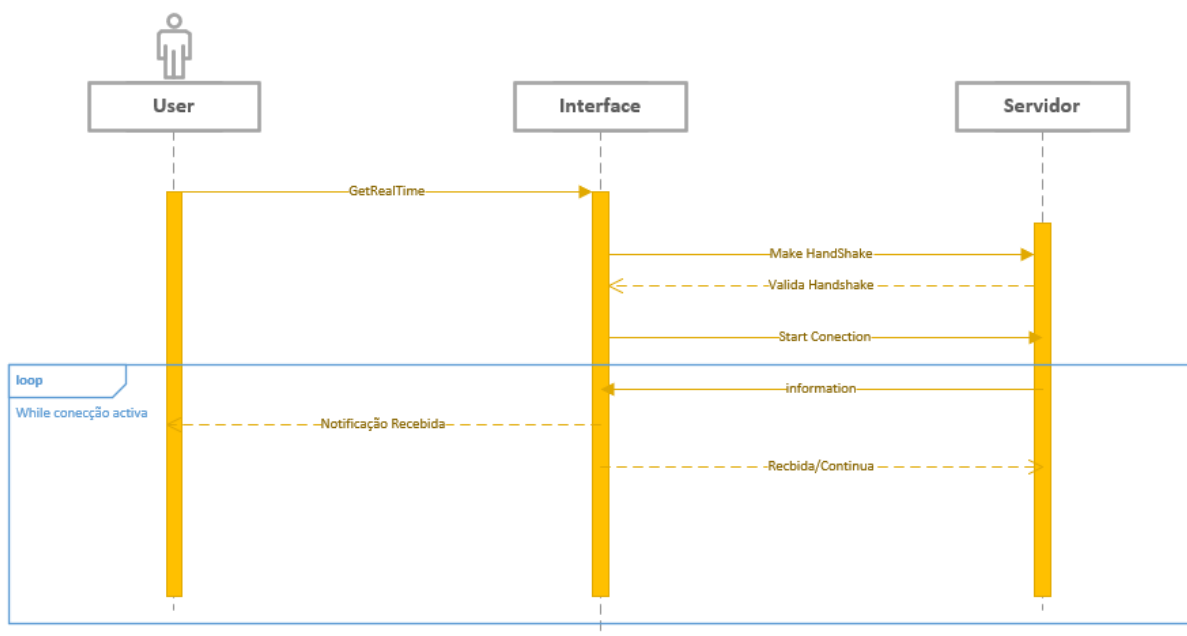 User
Interface
Servidor
GetRealTime
Make HandShake
Valida Handshake
Start Conection
loop
information
While conecção activa
Notificação Recebida
Recbida/Continua